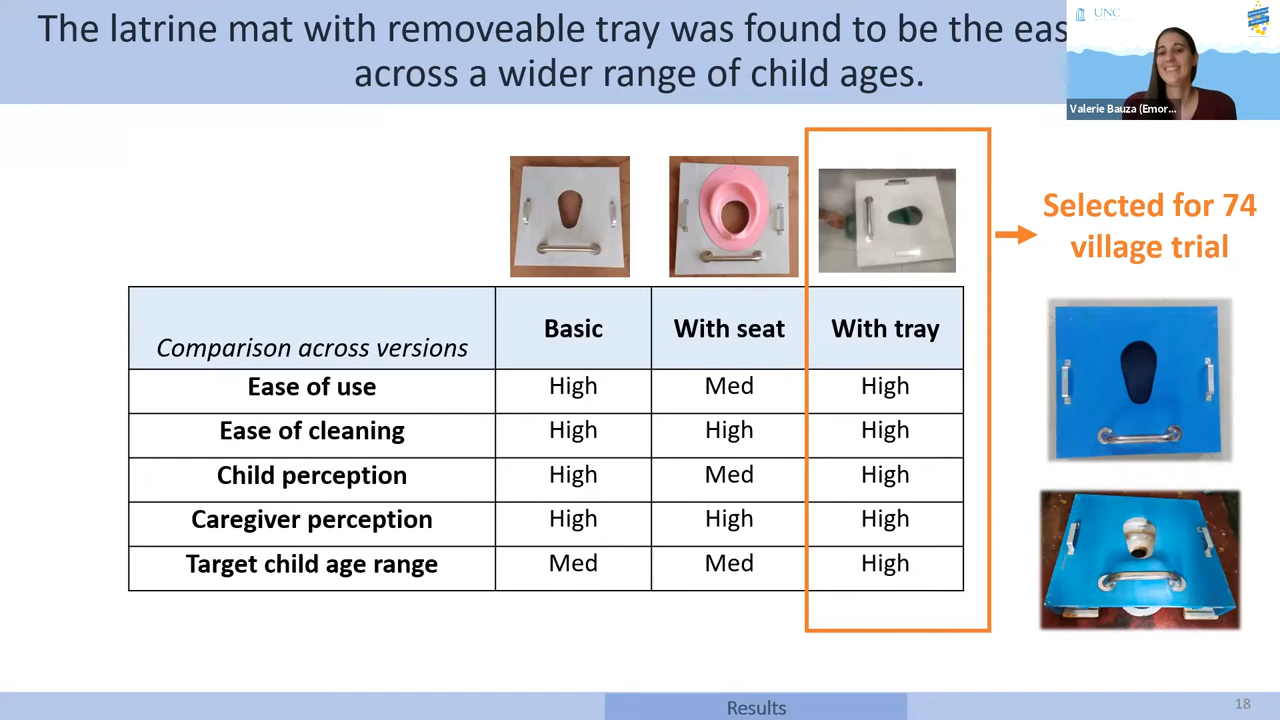 The latrine mat with removeable tray was found to be the eas
across a wider range of child ages.
UNC
Valerie Bauza (Emor...
Selected for 74
village trial
Comparison across versions Basic With seat With tray
Ease of use High Med High
Ease of cleaning High High High
Child perception High Med High
Caregiver perception High High High
Target child age range Med Med High
Results
18